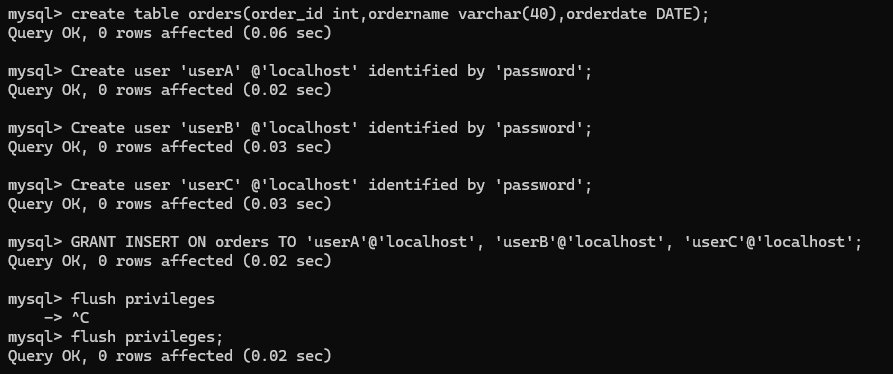 mysql> create table orders(order_id int,ordername varchar(40),orderdate DATE);
Query OK, 0 rows affected (0.06 sec)
mysql> Create user 'userA' @'localhost' identified by 'password';
Query OK, 0 rows affected (0.02 sec)
mysql> Create user 'userB' @'localhost' identified by 'password';
Query OK, 0 rows affected (0.03 sec)
mysql> Create user 'userC' @'localhost' identified by 'password';
Query OK, 0 rows affected (0.03 sec)
mysql> GRANT INSERT ON orders TO 'userA'@'localhost', 'userB'@'localhost', 'userC'@'localhost';
Query OK, 0 rows affected (0.02 sec)
mysql> flush privileges
    -> ^C
mysql> flush privileges;
Query OK, 0 rows affected (0.02 sec)